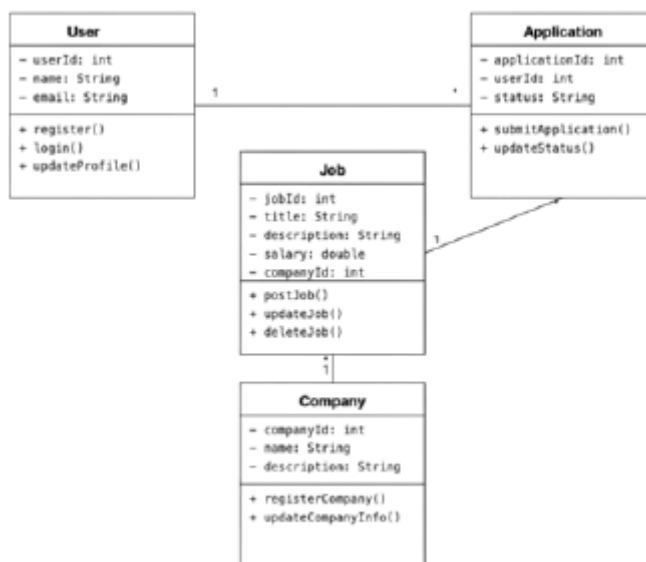 User
- userId: int
- name: String
- email: String
+ register()
+ login()
+ updateProfile()
1
*
Application
- applicationId: int
- userId: int
- status: String
+ submitApplication()
+ updateStatus()
Job
- jobId: int
- title: String
- description: String
- salary: double
- companyId: int
+ postJob()
+ updateJob()
+ deleteJob()
1
*
1
Company
- companyId: int
- name: String
- description: String
+ registerCompany()
+ updateCompanyInfo()